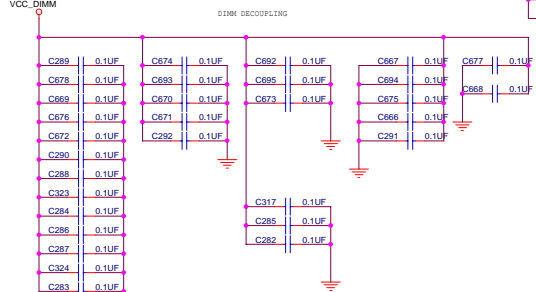 VCC_DIMM
DIMM DECOUPLING
C289 0.1UF C674 0.1UF C692 0.1UF C667 0.1UF C677 0.1UF
C678 0.1UF C693 0.1UF C695 0.1UF C694 0.1UF C668 0.1UF
C669 0.1UF C670 0.1UF C673 0.1UF C675 0.1UF
C676 0.1UF C671 0.1UF C666 0.1UF
C672 0.1UF C292 0.1UF C291 0.1UF
C290 0.1UF
C288 0.1UF
C323 0.1UF C317 0.1UF
C284 0.1UF C285 0.1UF
C286 0.1UF C282 0.1UF
C287 0.1UF
C324 0.1UF
C283 0.1UF